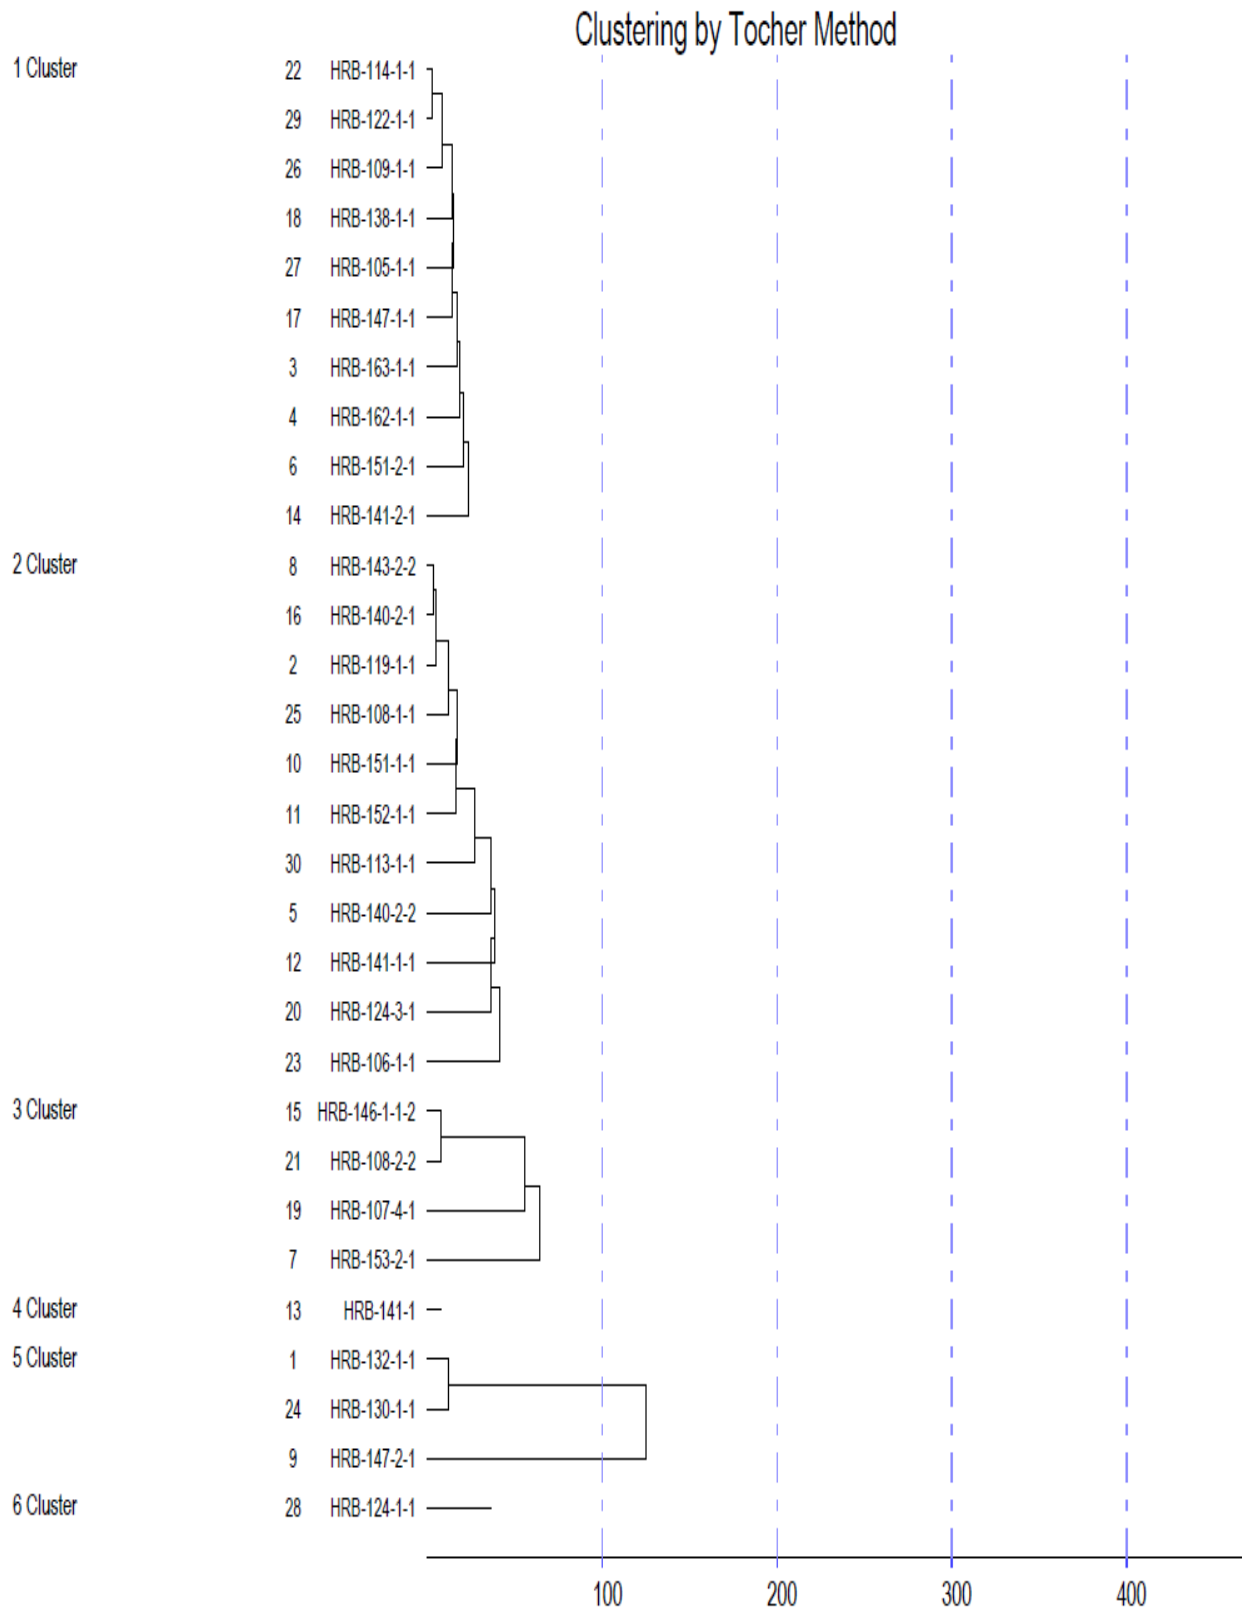 Clustering by Tocher Method
1 Cluster 22 HRB-114-1-1
29 HRB-122-1-1
26 HRB-109-1-1
18 HRB-138-1-1
27 HRB-105-1-1
17 HRB-147-1-1
3 HRB-163-1-1
4 HRB-162-1-1
6 HRB-151-2-1
14 HRB-141-2-1
2 Cluster 8 HRB-143-2-2
16 HRB-140-2-1
2 HRB-119-1-1
25 HRB-108-1-1
10 HRB-151-1-1
11 HRB-152-1-1
30 HRB-113-1-1
5 HRB-140-2-2
12 HRB-141-1-1
20 HRB-124-3-1
23 HRB-106-1-1
3 Cluster 15 HRB-146-1-1-2
21 HRB-108-2-2
19 HRB-107-4-1
7 HRB-153-2-1
4 Cluster 13 HRB-141-1
5 Cluster 1 HRB-132-1-1
24 HRB-130-1-1
9 HRB-147-2-1
6 Cluster 28 HRB-124-1-1
100 200 300 400